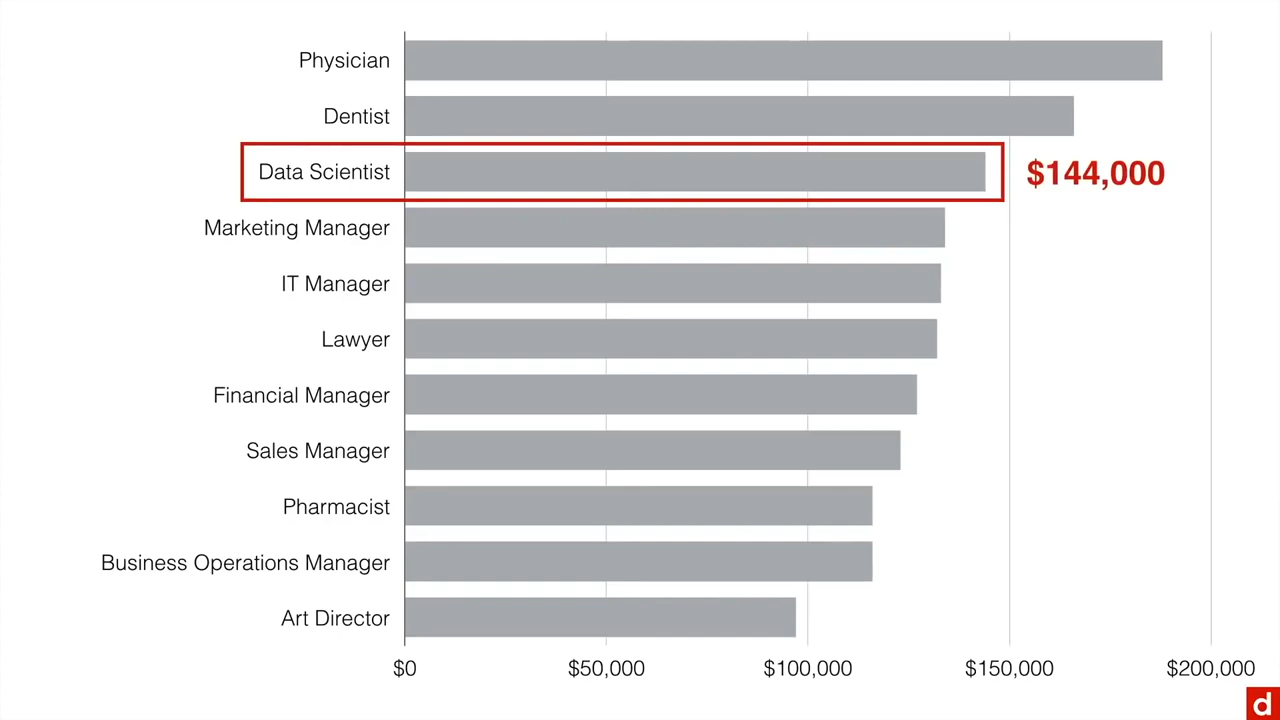 Physician
Dentist
Data Scientist $144,000
Marketing Manager
IT Manager
Lawyer
Financial Manager
Sales Manager
Pharmacist
Business Operations Manager
Art Director
$0 $50,000 $100,000 $150,000 $200,000
d